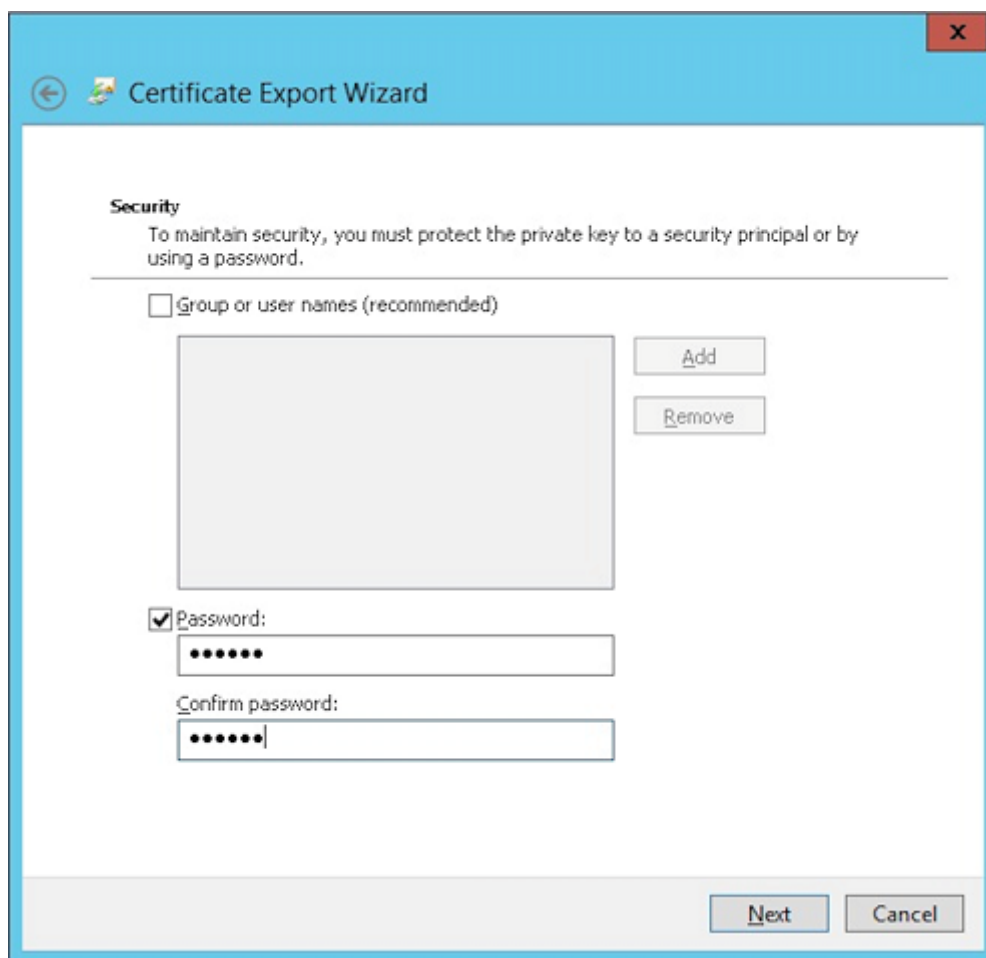 x
Certificate Export Wizard
Security
To maintain security, you must protect the private key to a security principal or by
using a password.
Group or user names (recommended)
Add
Remove
Password:
••••••
Confirm password:
••••••
Next
Cancel